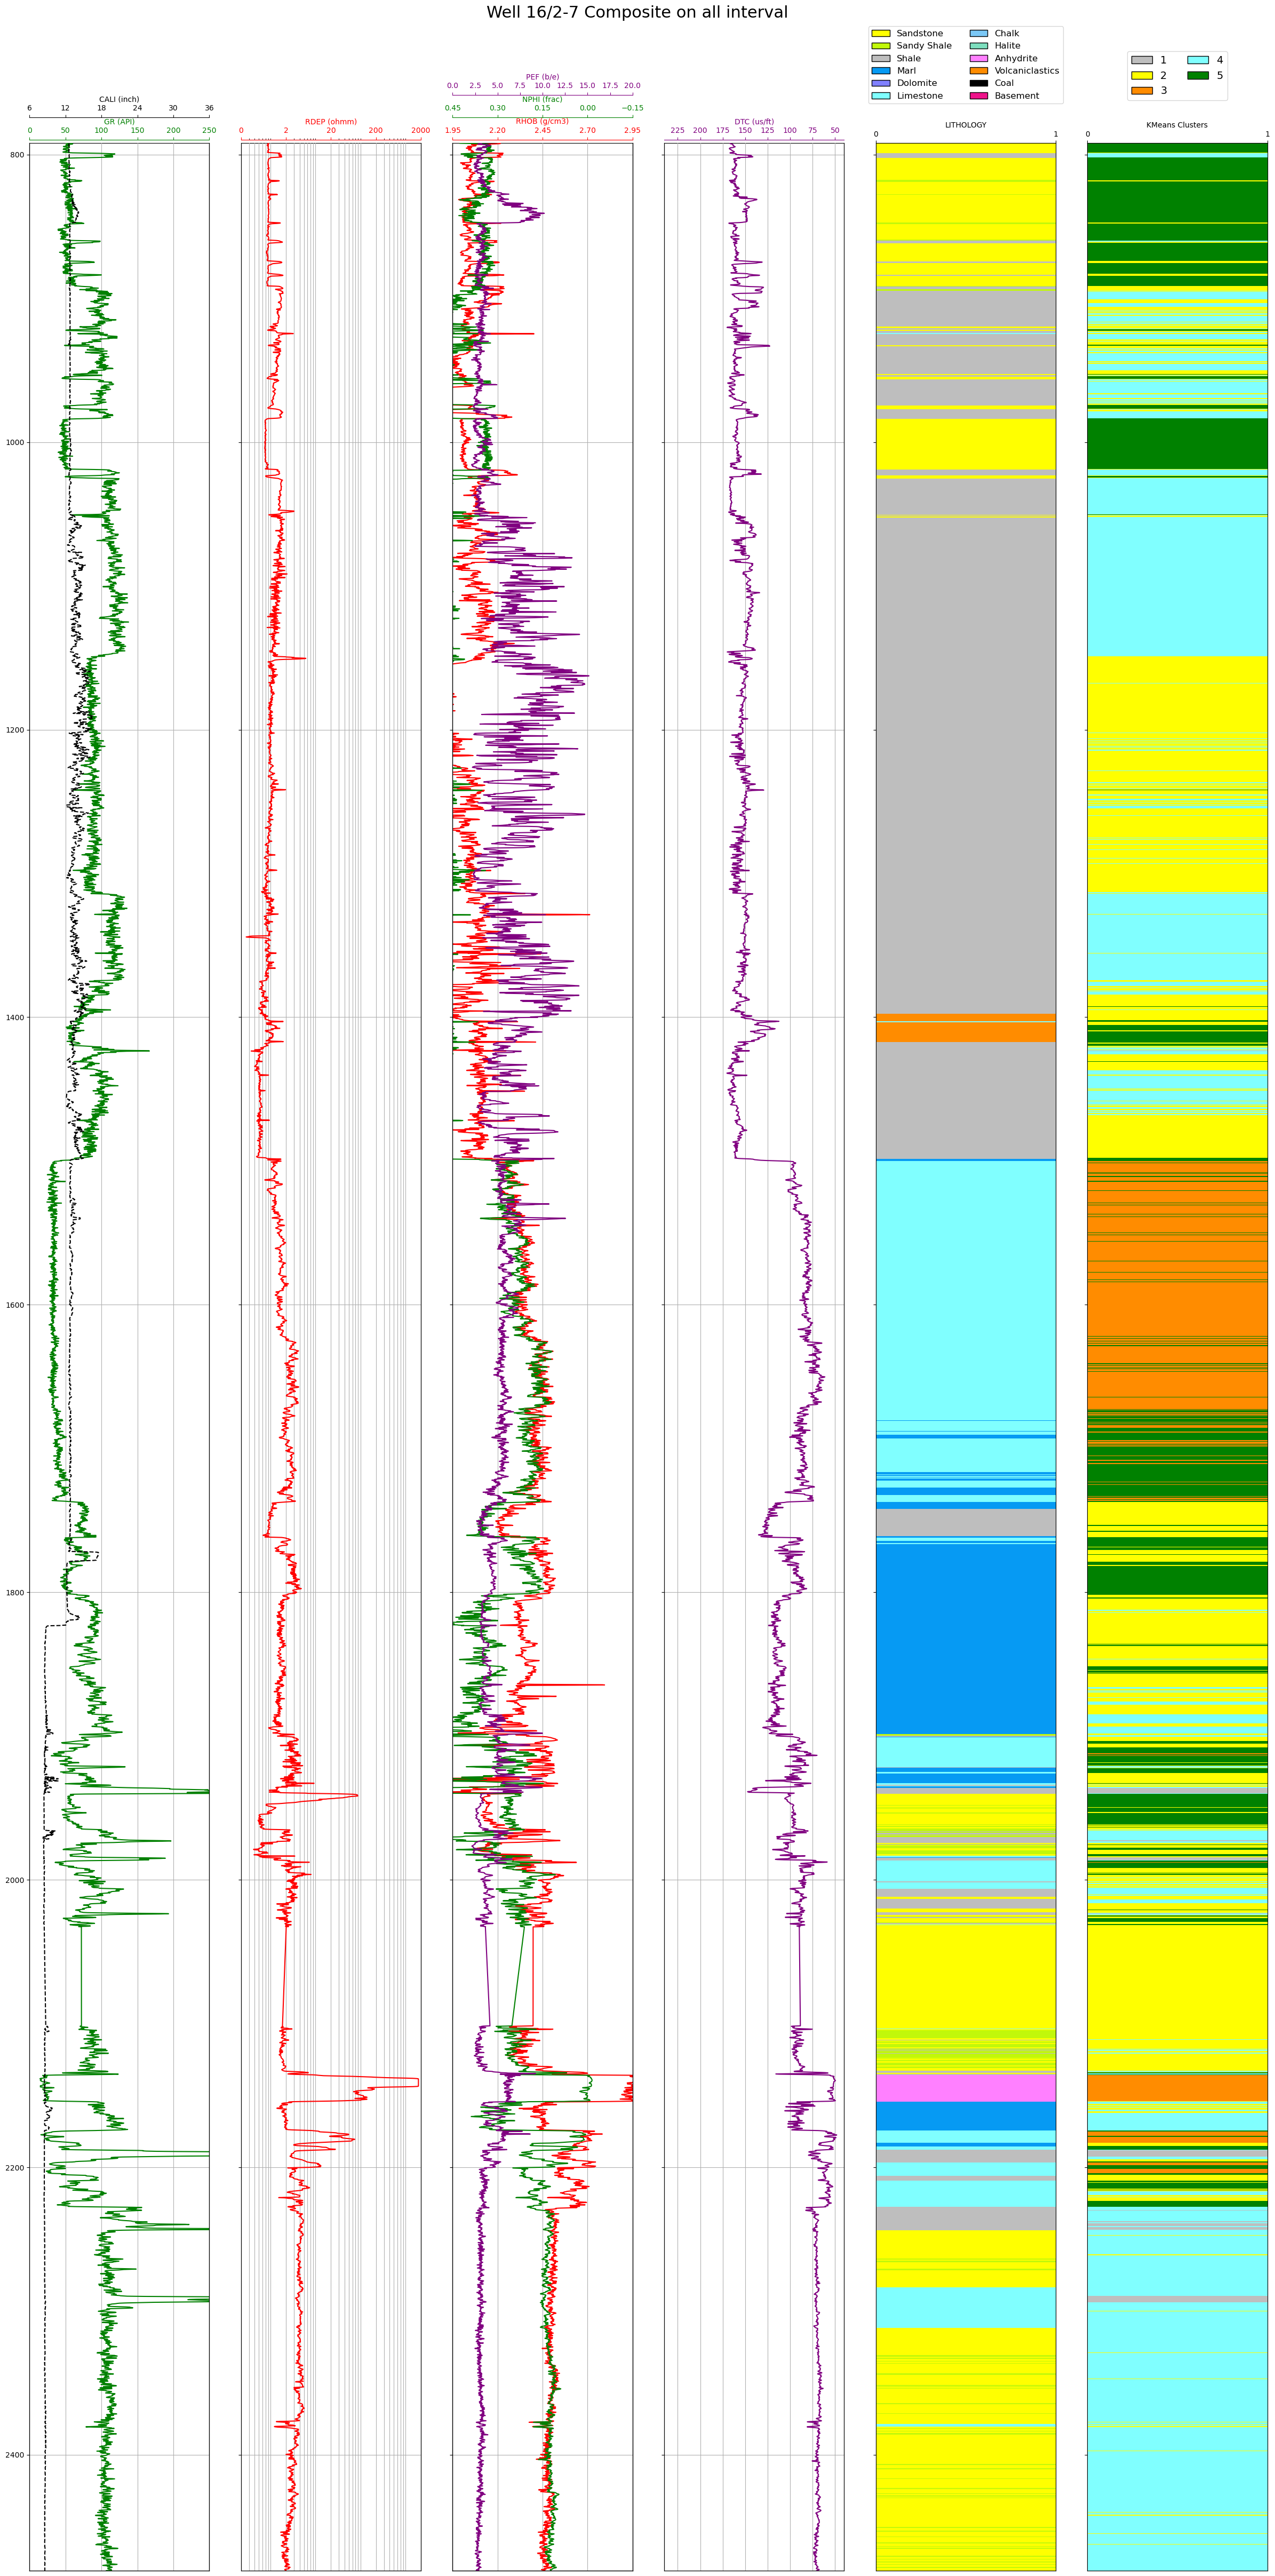 Well 16/2-7 Composite on all interval
Sandstone Chalk
Sandy Shale Halite
Shale Anhydrite
Marl Volcaniclastics
Dolomite Coal
Limestone Basement
1 4
2 5
3
PEF (b/e)
0.0 2.5 5.0 7.5 10.0 12.5 15.0 17.5 20.0
CALI (inch) NPHI (frac)
6 12 18 24 30 36 0.45 0.30 0.15 0.00 −0.15
GR (API) RDEP (ohmm) RHOB (g/cm3) DTC (us/ft) LITHOLOGY KMeans Clusters
0 50 100 150 200 250 0 2 20 200 2000 1.95 2.20 2.45 2.70 2.95 225 200 175 150 125 100 75 50 0 1 0 1
800
1000
1200
1400
1600
1800
2000
2200
2400